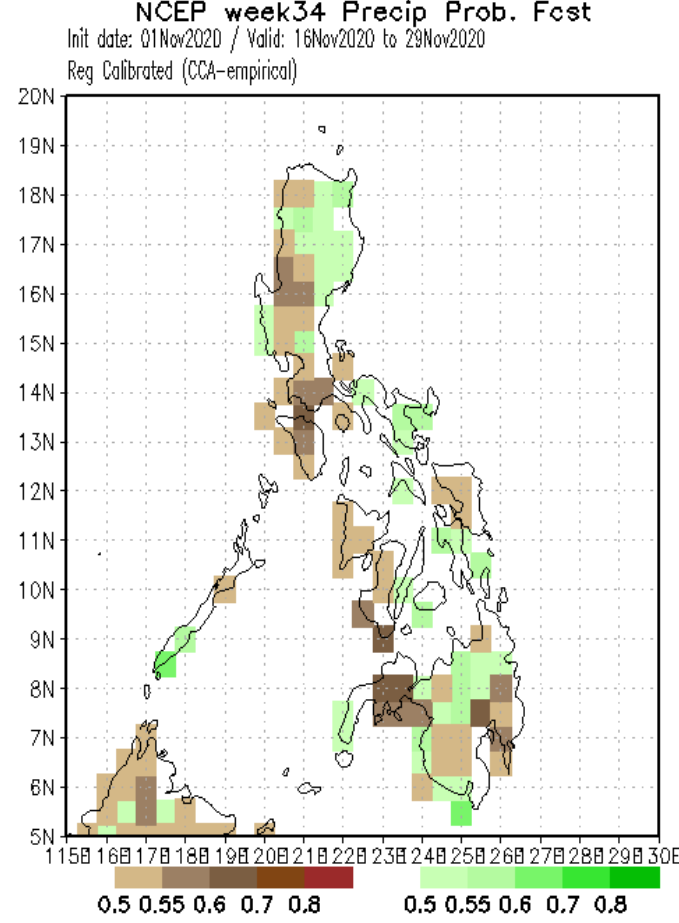 NCEP week34 Precip Prob. Fcst
Init date: 01Nov2020 / Valid: 16Nov2020 to 29Nov2020
Reg Calibrated (CCA-empirical)
20N
19N
18N
17N
16N
15N
14N
13N
12N
11N
10N
9N
8N
7N
6N
5N
115E 116E 117E 118E 119E 120E 121E 122E 123E 124E 125E 126E 127E 128E 129E 130E
0.5 0.55 0.6 0.7 0.8 0.5 0.55 0.6 0.7 0.8